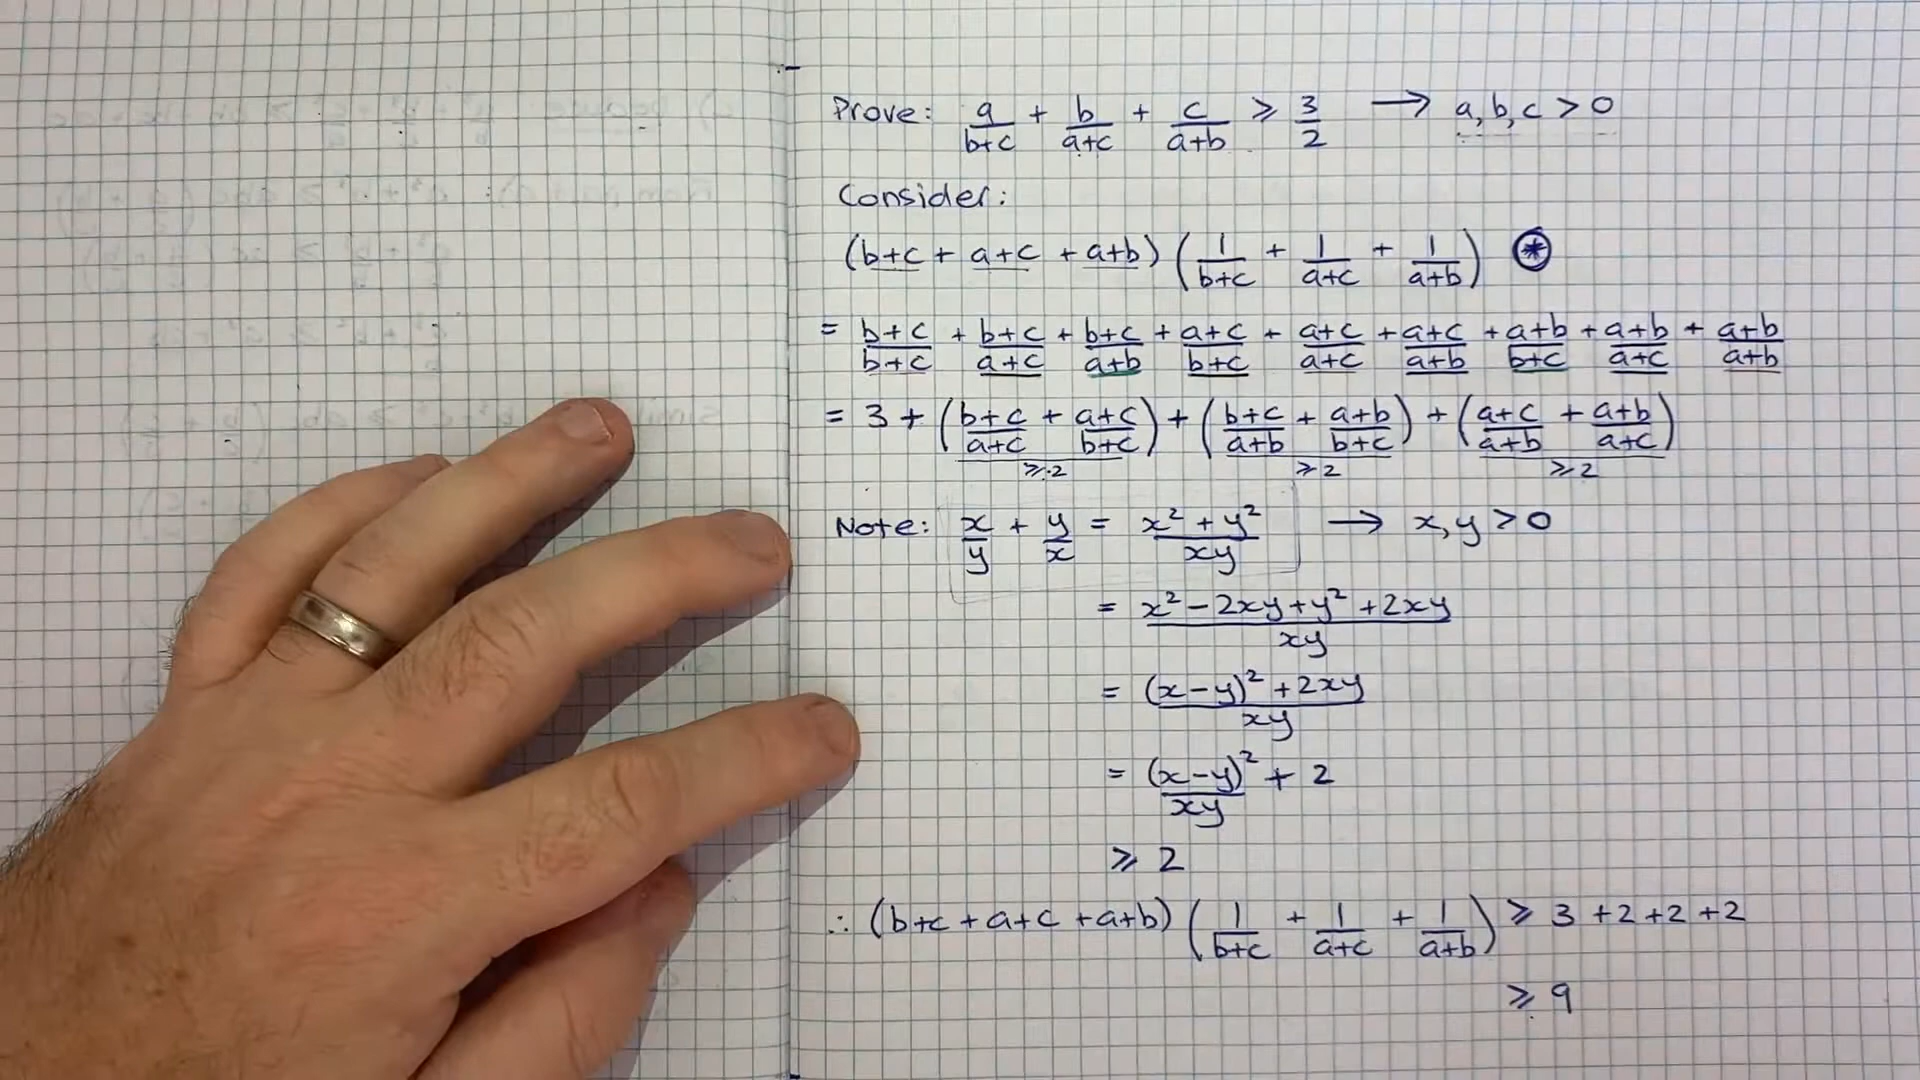 Prove: a/(b+c) + b/(a+c) + c/(a+b) ⩾ 3/2 → a, b, c > 0
Consider:
(b+c + a+c + a+b) (1/(b+c) + 1/(a+c) + 1/(a+b)) ⊛
= (b+c)/(b+c) + (b+c)/(a+c) + (b+c)/(a+b) + (a+c)/(b+c) + (a+c)/(a+c) + (a+c)/(a+b) + (a+b)/(b+c) + (a+b)/(a+c) + (a+b)/(a+b)
= 3 + ((b+c)/(a+c) + (a+c)/(b+c)) + ((b+c)/(a+b) + (a+b)/(b+c)) + ((a+c)/(a+b) + (a+b)/(a+c))
⩾ 2 ⩾ 2 ⩾ 2
Note: x/y + y/x = (x² + y²)/(xy) → x, y > 0
= (x² − 2xy + y² + 2xy)/(xy)
= ((x − y)² + 2xy)/(xy)
= (x − y)²/(xy) + 2
⩾ 2
∴ (b+c + a+c + a+b) (1/(b+c) + 1/(a+c) + 1/(a+b)) ⩾ 3 + 2 + 2 + 2
⩾ 9